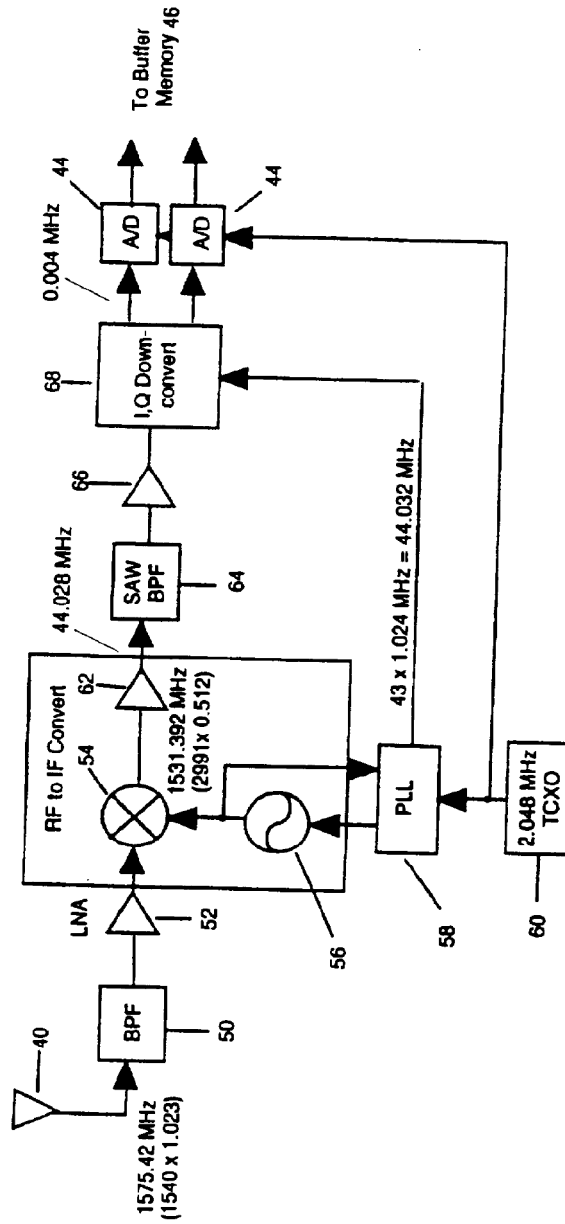 40
1575.42 MHz
(1540 x 1.023)
BPF
50
LNA
52
RF to IF Convert
54
62
1531.392 MHz
(2991x 0.512)
56
PLL
58
2.048 MHz
TCXO
60
43 x 1.024 MHz = 44.032 MHz
44.028 MHz
SAW
BPF
64
66
68
I,Q Down-
convert
0.004 MHz
44
A/D
A/D
44
To Buffer
Memory 46